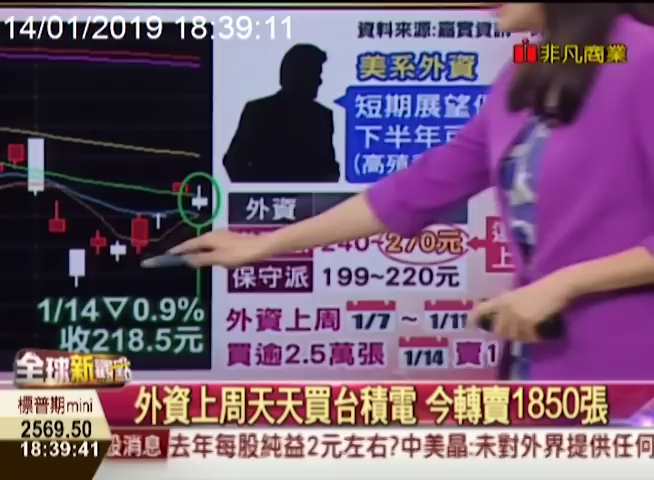 14/01/2019 18:39:11
資料來源:嘉實資訊
非凡商業
美系外資
短期展望
下半年
(高殖
外資
240~270元
保守派 199~220元
1/14▽0.9%
收218.5元
外資上周 1/7 ~ 1/11
買逾2.5萬張 1/14 賣1
全球新觀點
外資上周天天買台積電 今轉賣1850張
標普期mini
2569.50
18:39:41
股消息 去年每股純益2元左右?中美晶:未對外界提供任何